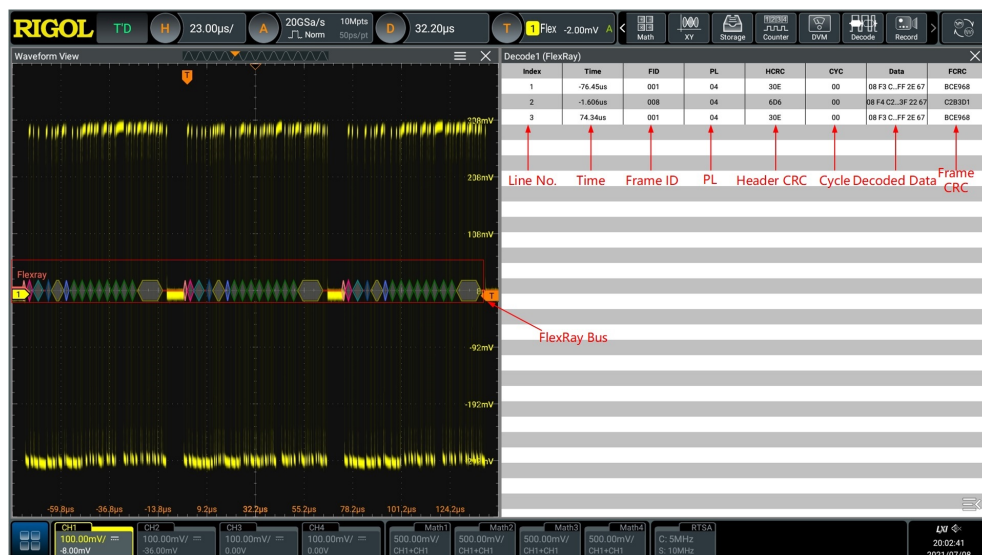 RIGOL T'D H 23.00μs/ A 20GSa/s Norm 10Mpts 50ps/pt D 32.20μs T 1 Flex -2.00mV A < Math XY Storage Counter DVM Decode Record >
Waveform View
T
308mV
208mV
108mV
Flexray
1
T
-92mV
-192mV
-59.8μs -36.8μs -13.8μs 9.2μs 32.2μs 55.2μs 78.2μs 101.2μs 124.2μs
Decode1 (FlexRay)
Index Time FID PL HCRC CYC Data FCRC
1 -76.45us 001 04 30E 00 08 F3 C...FF 2E 67 BCE968
2 -1.606us 008 04 6D6 00 08 F4 C2...3F 22 67 C2B3D1
3 74.34us 001 04 30E 00 08 F3 C...FF 2E 67 BCE968
Line No. Time Frame ID PL Header CRC Cycle Decoded Data Frame CRC
FlexRay Bus
CH1 CH2 CH3 CH4 Math1 Math2 Math3 Math4 RTSA
100.00mV/ 100.00mV/ 100.00mV/ 100.00mV/ 500.00mV/ 500.00mV/ 500.00mV/ 500.00mV/ C: 5MHz LXI
-8.00mV -36.00mV 0.00V 0.00V CH1+CH1 CH1+CH1 CH1+CH1 CH1+CH1 S: 10MHz 20:02:41
2021/07/08